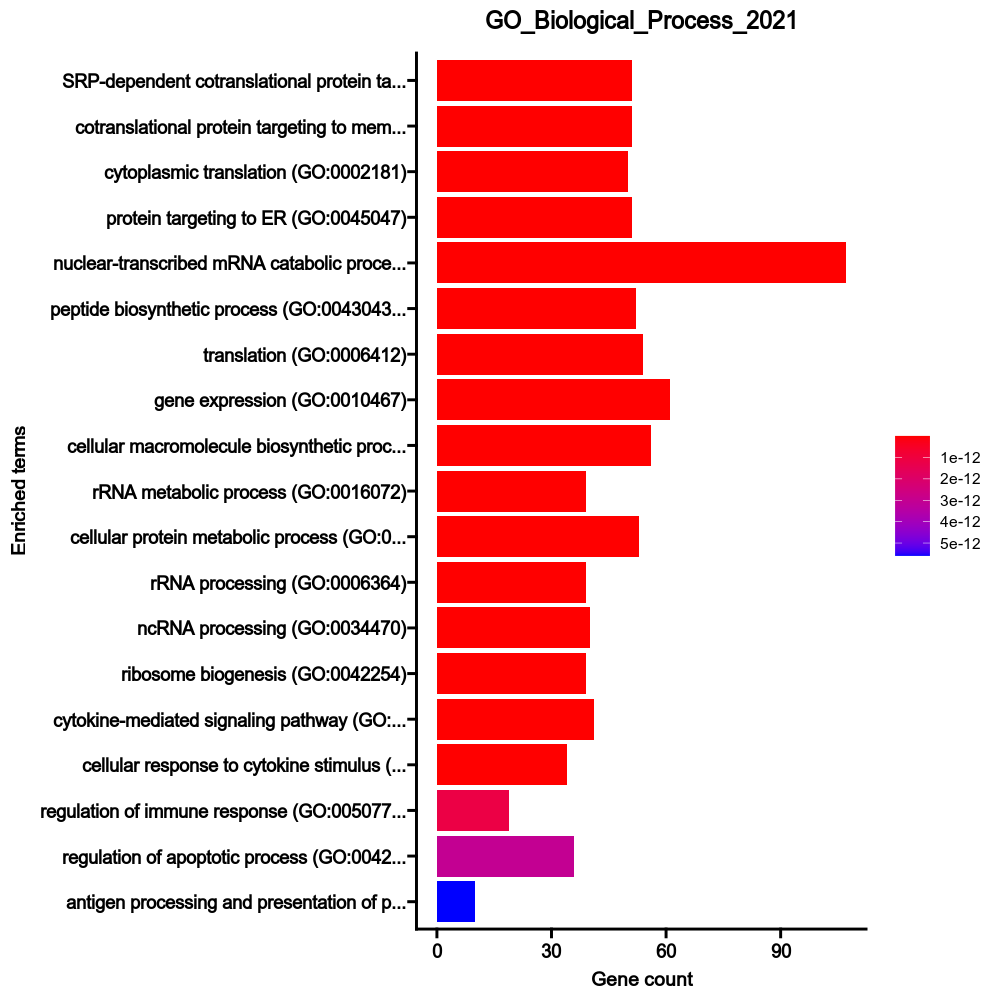 GO_Biological_Process_2021
SRP-dependent cotranslational protein ta...
cotranslational protein targeting to mem...
cytoplasmic translation (GO:0002181)
protein targeting to ER (GO:0045047)
nuclear-transcribed mRNA catabolic proce...
peptide biosynthetic process (GO:0043043...
translation (GO:0006412)
gene expression (GO:0010467)
cellular macromolecule biosynthetic proc...
rRNA metabolic process (GO:0016072)
cellular protein metabolic process (GO:0...
rRNA processing (GO:0006364)
ncRNA processing (GO:0034470)
ribosome biogenesis (GO:0042254)
cytokine-mediated signaling pathway (GO:...
cellular response to cytokine stimulus (...
regulation of immune response (GO:005077...
regulation of apoptotic process (GO:0042...
antigen processing and presentation of p...
Enriched terms
0 30 60 90
Gene count
1e-12
2e-12
3e-12
4e-12
5e-12